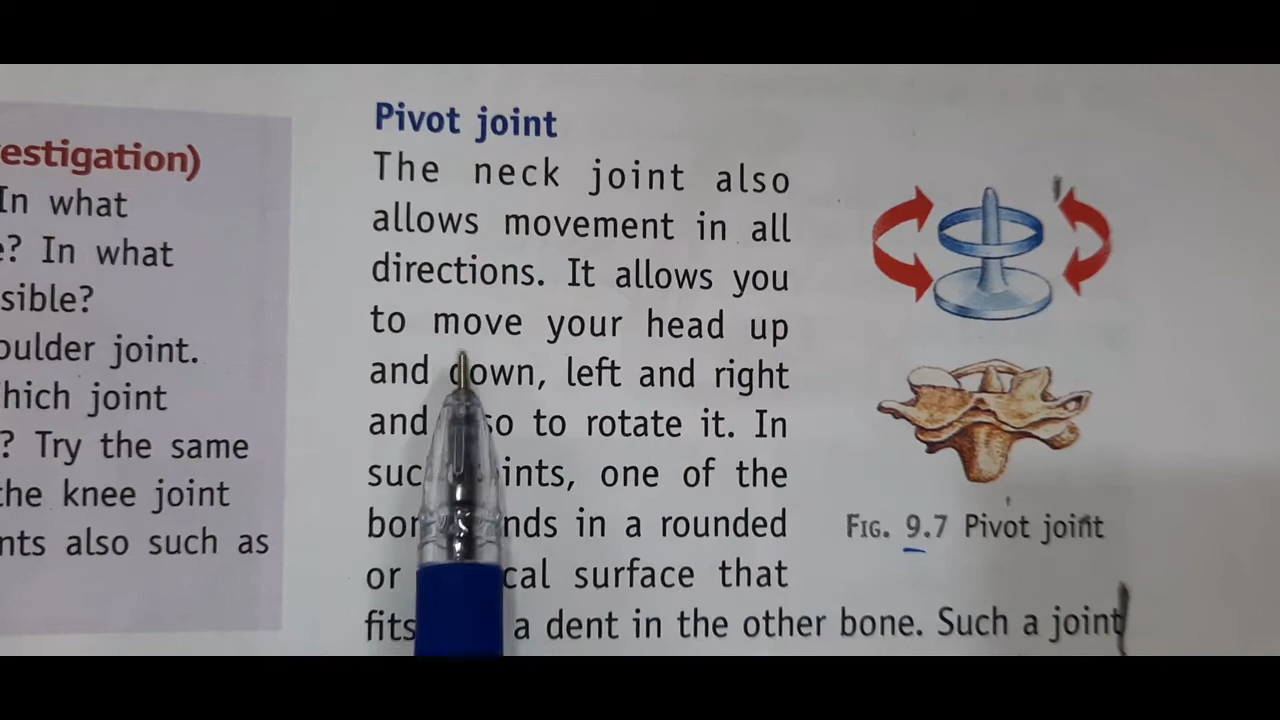 estigation)
In what
e? In what
sible?
oulder joint.
hich joint
? Try the same
the knee joint
nts also such as
Pivot joint
The neck joint also
allows movement in all
directions. It allows you
to move your head up
and down, left and right
and so to rotate it. In
suc ints, one of the
bon nds in a rounded
or cal surface that
fits a dent in the other bone. Such a joint
FIG. 9.7 Pivot joint